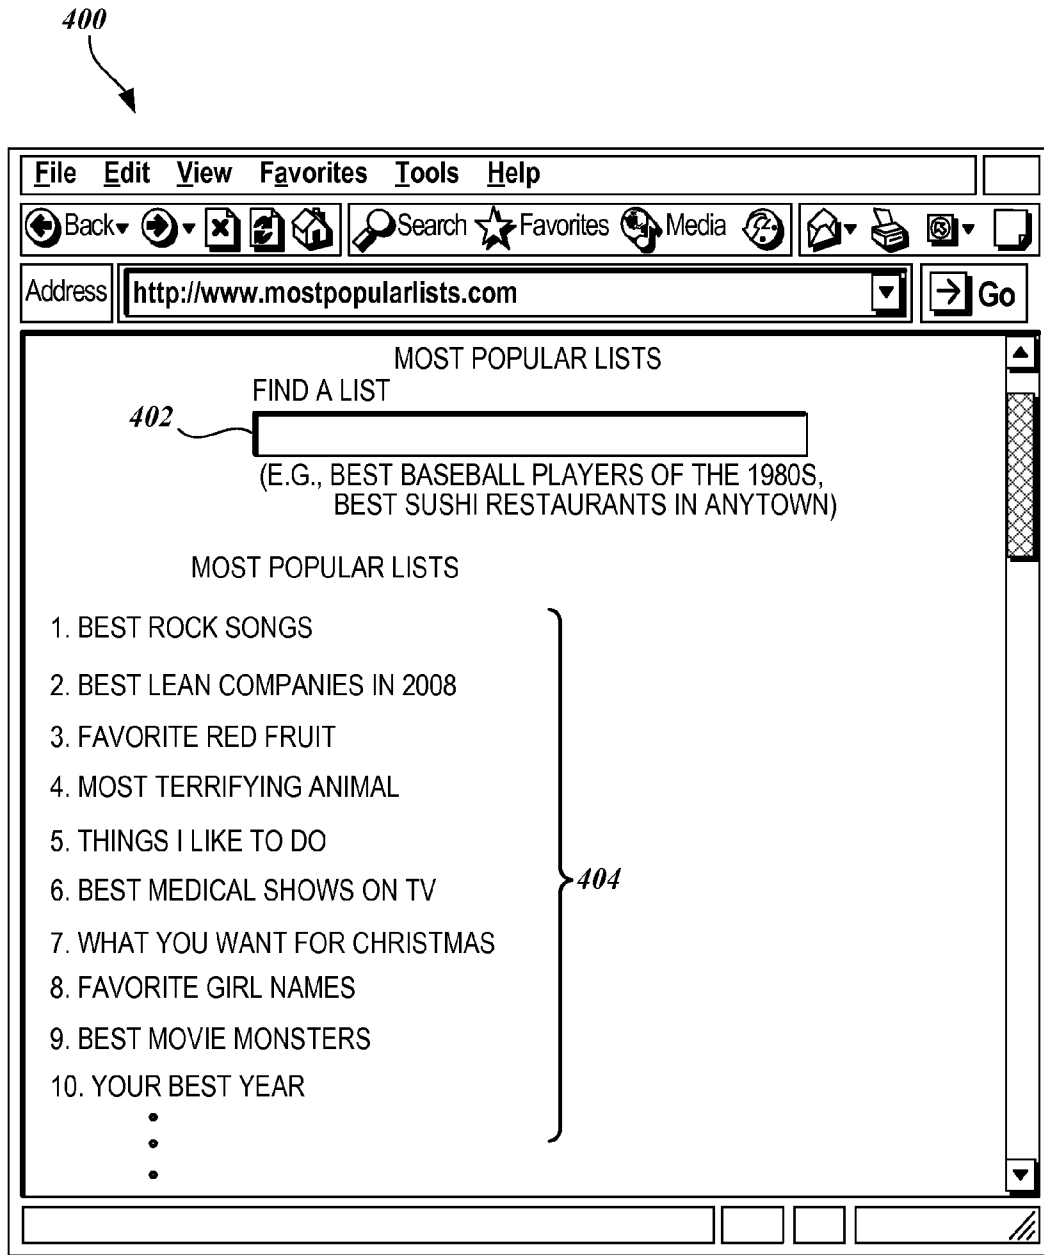 400
File Edit View Favorites Tools Help
Back Search Favorites Media
Address http://www.mostpopularlists.com Go
MOST POPULAR LISTS
FIND A LIST
402
(E.G., BEST BASEBALL PLAYERS OF THE 1980S,
BEST SUSHI RESTAURANTS IN ANYTOWN)
MOST POPULAR LISTS
1. BEST ROCK SONGS
2. BEST LEAN COMPANIES IN 2008
3. FAVORITE RED FRUIT
4. MOST TERRIFYING ANIMAL
5. THINGS I LIKE TO DO
6. BEST MEDICAL SHOWS ON TV
404
7. WHAT YOU WANT FOR CHRISTMAS
8. FAVORITE GIRL NAMES
9. BEST MOVIE MONSTERS
10. YOUR BEST YEAR